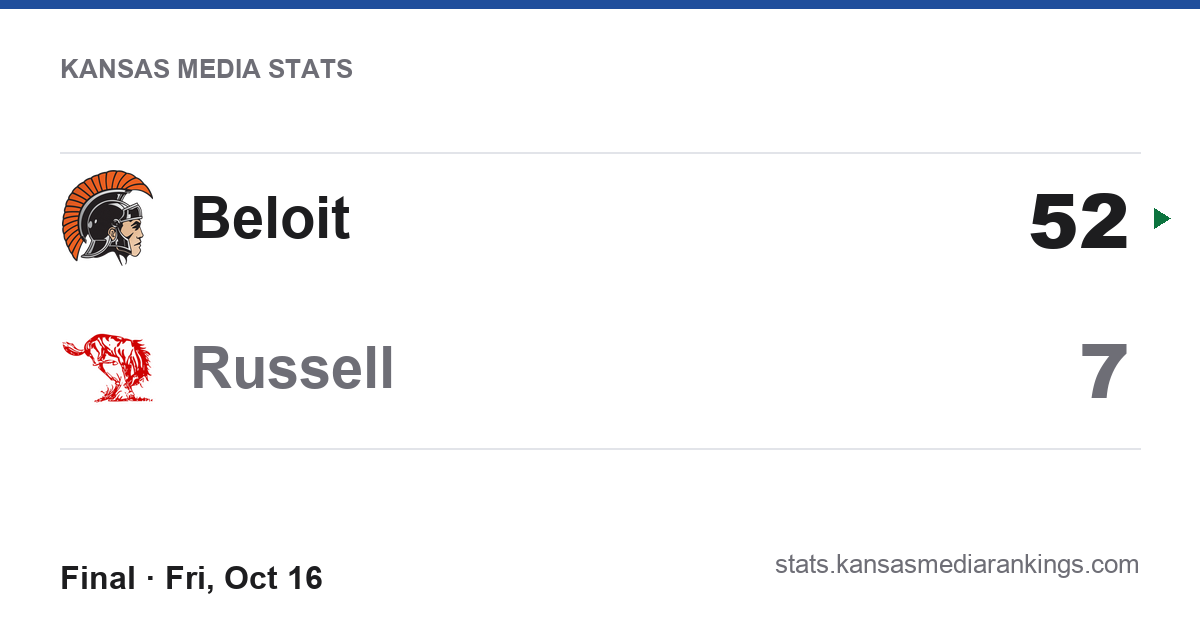 KANSAS MEDIA STATS
Beloit 52
Russell 7
Final · Fri, Oct 16
stats.kansasmediarankings.com